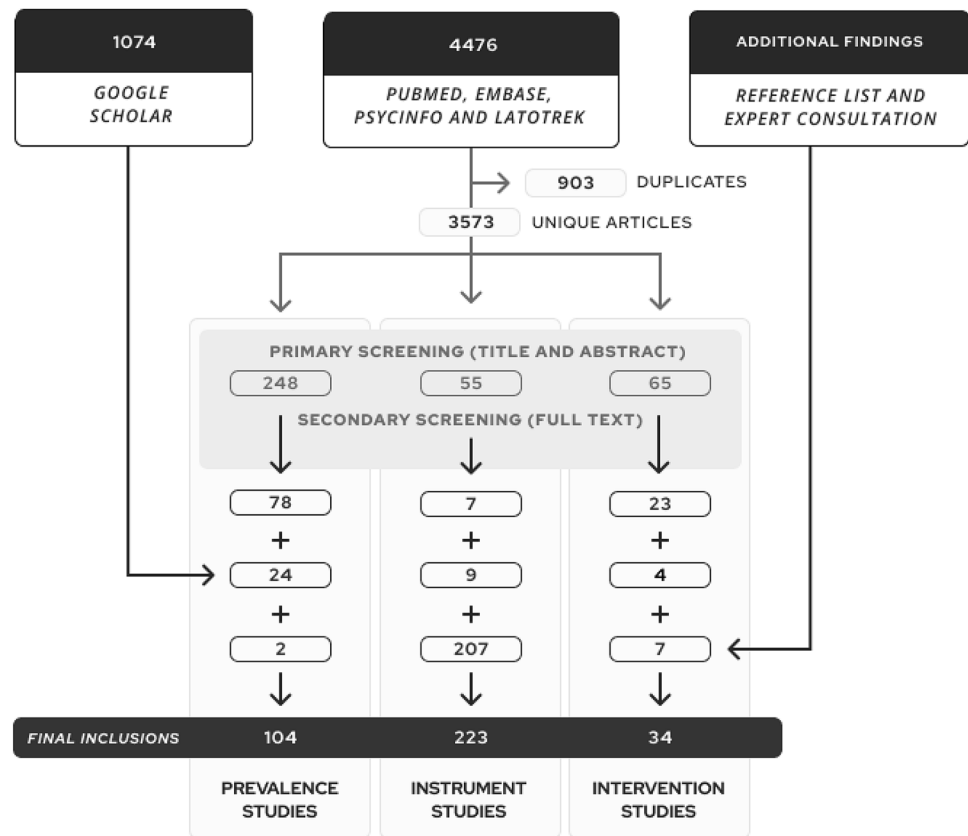 1074
GOOGLE
SCHOLAR
4476
PUBMED, EMBASE,
PSYCINFO AND LATOTREK
ADDITIONAL FINDINGS
REFERENCE LIST AND
EXPERT CONSULTATION
903 DUPLICATES
3573 UNIQUE ARTICLES
PRIMARY SCREENING (TITLE AND ABSTRACT)
248 55 65
SECONDARY SCREENING (FULL TEXT)
78 7 23
+ + +
24 9 4
+ + +
2 207 7
FINAL INCLUSIONS 104 223 34
PREVALENCE
STUDIES
INSTRUMENT
STUDIES
INTERVENTION
STUDIES